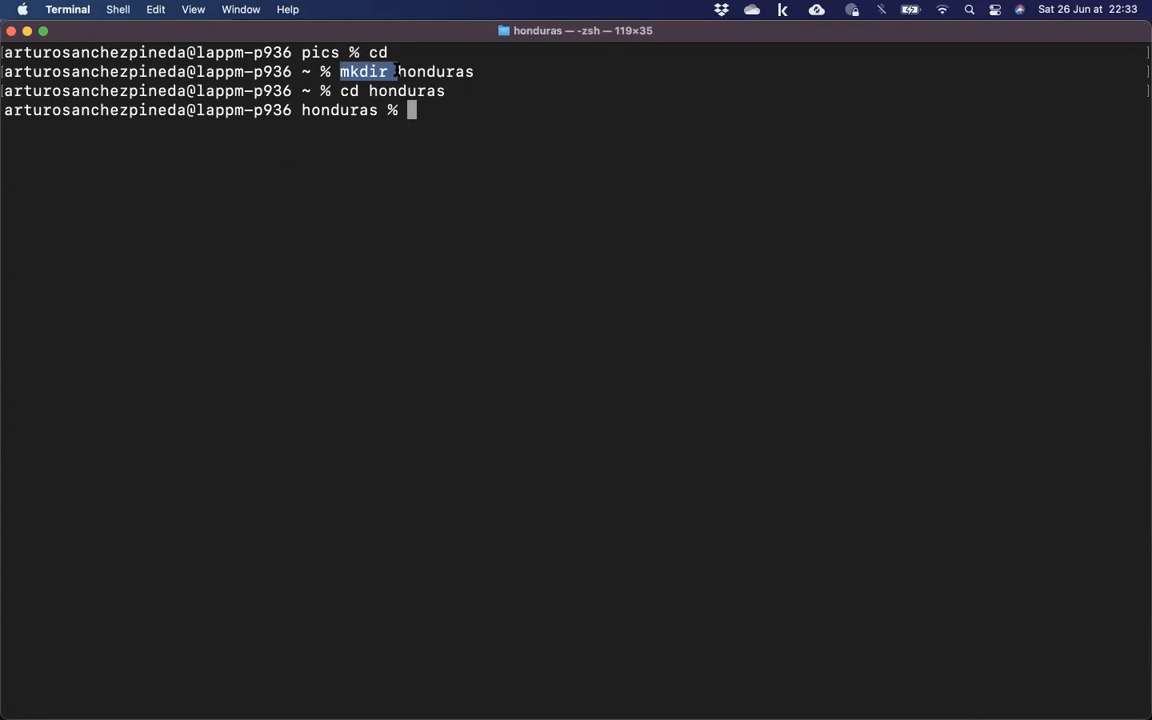 Terminal Shell Edit View Window Help Sat 26 Jun at 22:33
honduras — -zsh — 119×35
arturosanchezpineda@lappm-p936 pics % cd
arturosanchezpineda@lappm-p936 ~ % mkdir honduras
arturosanchezpineda@lappm-p936 ~ % cd honduras
arturosanchezpineda@lappm-p936 honduras %